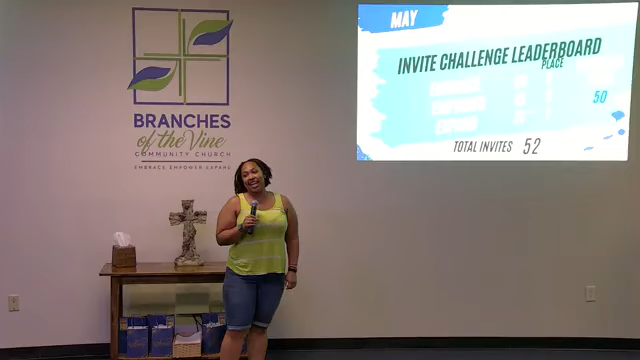 BRANCHES
of the Vine
COMMUNITY CHURCH
EMBRACE EMPOWER EXPAND
MAY
INVITE CHALLENGE LEADERBOARD
PLACE
50
TOTAL INVITES 52